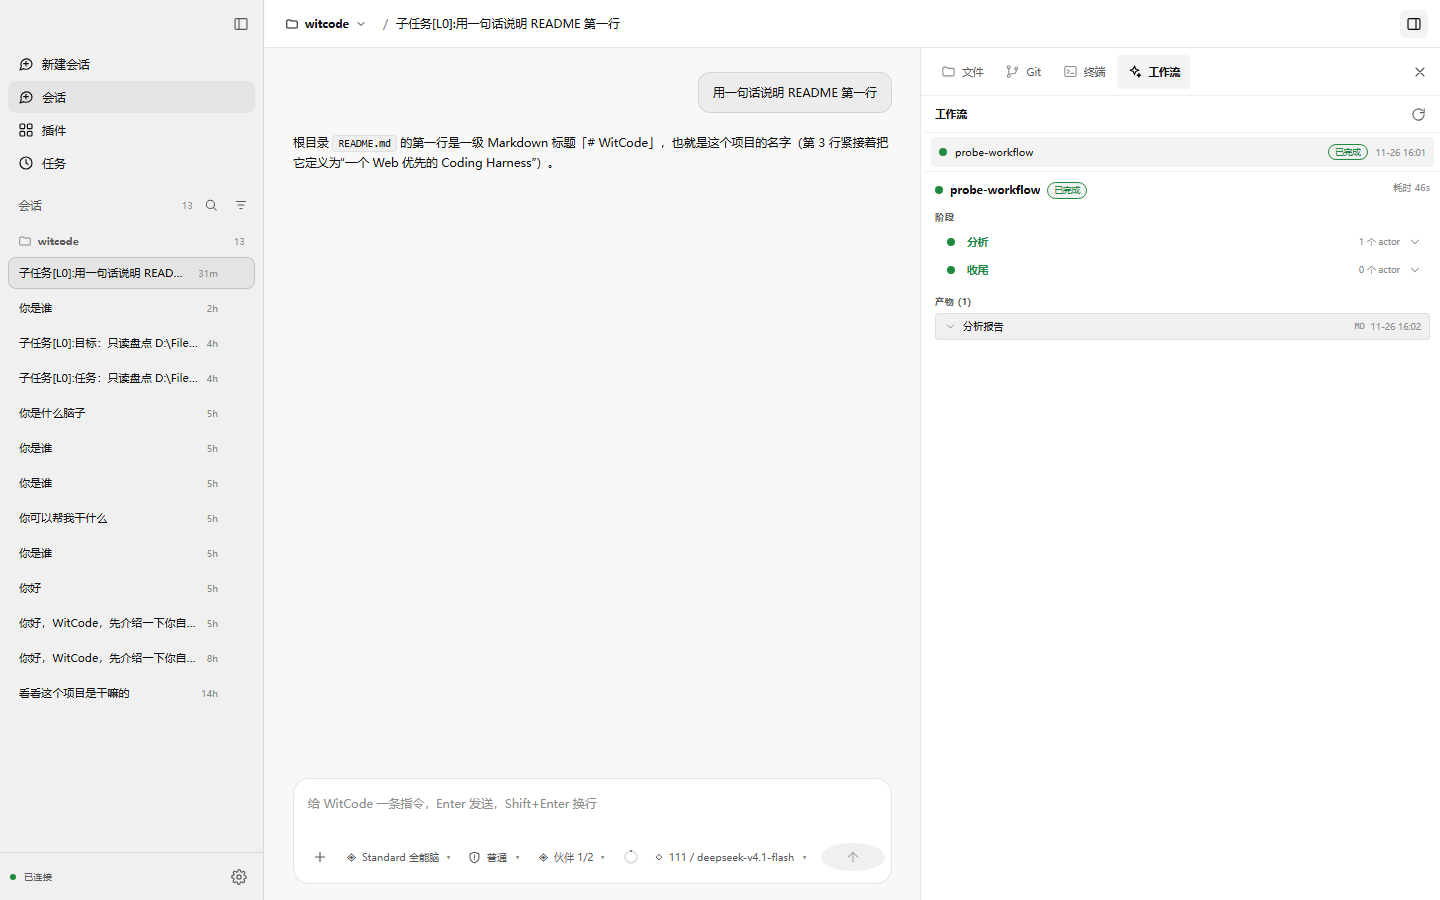 新建会话
会话
插件
任务
会话 13
witcode 13
子任务[L0]:用一句话说明 READ... 31m
你是谁 2h
子任务[L0]:目标：只读盘点 D:\File... 4h
子任务[L0]:任务：只读盘点 D:\File... 4h
你是什么脑子 5h
你是谁 5h
你是谁 5h
你可以帮我干什么 5h
你是谁 5h
你好 5h
你好，WitCode，先介绍一下你自... 5h
你好，WitCode，先介绍一下你自... 8h
看看这个项目是干嘛的 14h
已连接
witcode / 子任务[L0]:用一句话说明 README 第一行
用一句话说明 README 第一行
根目录 README.md 的第一行是一级 Markdown 标题「# WitCode」，也就是这个项目的名字（第 3 行紧接着把
它定义为“一个 Web 优先的 Coding Harness”）。
给 WitCode 一条指令，Enter 发送，Shift+Enter 换行
Standard 全能脑 普通 伙伴 1/2 111 / deepseek-v4.1-flash
文件 Git 终端 工作流
工作流
probe-workflow 已完成 11-26 16:01
probe-workflow 已完成 耗时 46s
阶段
分析 1 个 actor
收尾 0 个 actor
产物 (1)
分析报告 MD 11-26 16:02